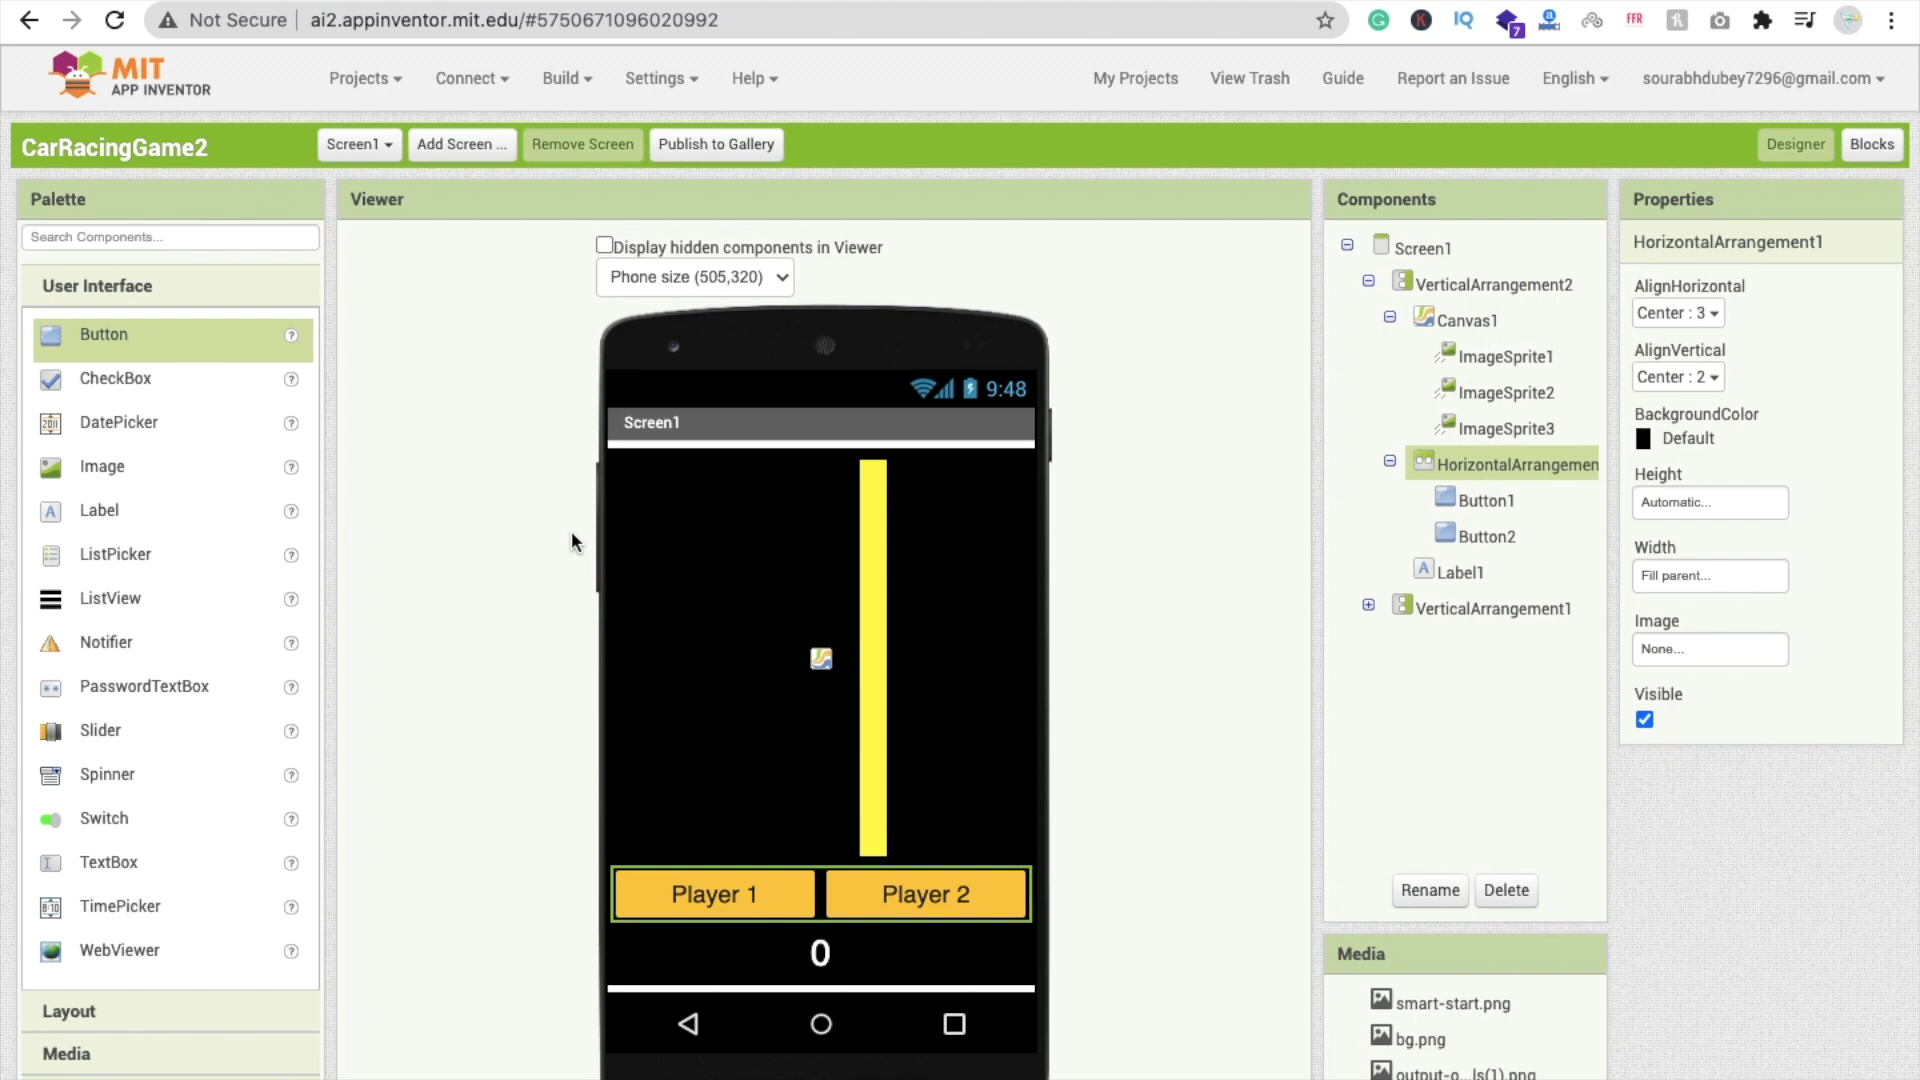 Not Secure
ai2.appinventor.mit.edu/#5750671096020992
7
FFR
MIT
APP INVENTOR
Projects
Connect
Build
Settings
Help
My Projects
View Trash
Guide
Report an Issue
English
sourabhdubey7296@gmail.com
CarRacingGame2
Screen1
Add Screen ...
Remove Screen
Publish to Gallery
Designer
Blocks
Palette
Search Components...
User Interface
Button
CheckBox
DatePicker
Image
Label
ListPicker
ListView
Notifier
PasswordTextBox
Slider
Spinner
Switch
TextBox
TimePicker
WebViewer
Layout
Media
Viewer
Display hidden components in Viewer
Phone size (505,320)
9:48
Screen1
Player 1
Player 2
0
Components
Screen1
VerticalArrangement2
Canvas1
ImageSprite1
ImageSprite2
ImageSprite3
HorizontalArrangemen
Button1
Button2
Label1
VerticalArrangement1
Rename
Delete
Media
smart-start.png
bg.png
output-o...ls(1).png
Properties
HorizontalArrangement1
AlignHorizontal
Center : 3
AlignVertical
Center : 2
BackgroundColor
Default
Height
Automatic...
Width
Fill parent...
Image
None...
Visible